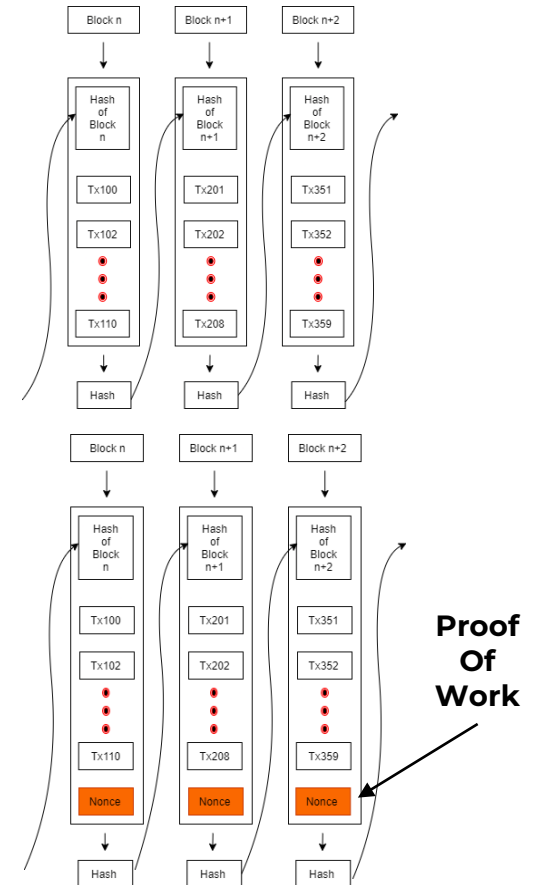 Block n
Block n+1
Block n+2
Hash
of
Block
n
Hash
of
Block
n+1
Hash
of
Block
n+2
Tx100
Tx201
Tx351
Tx102
Tx202
Tx352
Tx110
Tx208
Tx359
Hash
Hash
Hash
Block n
Block n+1
Block n+2
Hash
of
Block
n
Hash
of
Block
n+1
Hash
of
Block
n+2
Tx100
Tx201
Tx351
Proof
Of
Work
Tx102
Tx202
Tx352
Tx110
Tx208
Tx359
Nonce
Nonce
Nonce
Hash
Hash
Hash